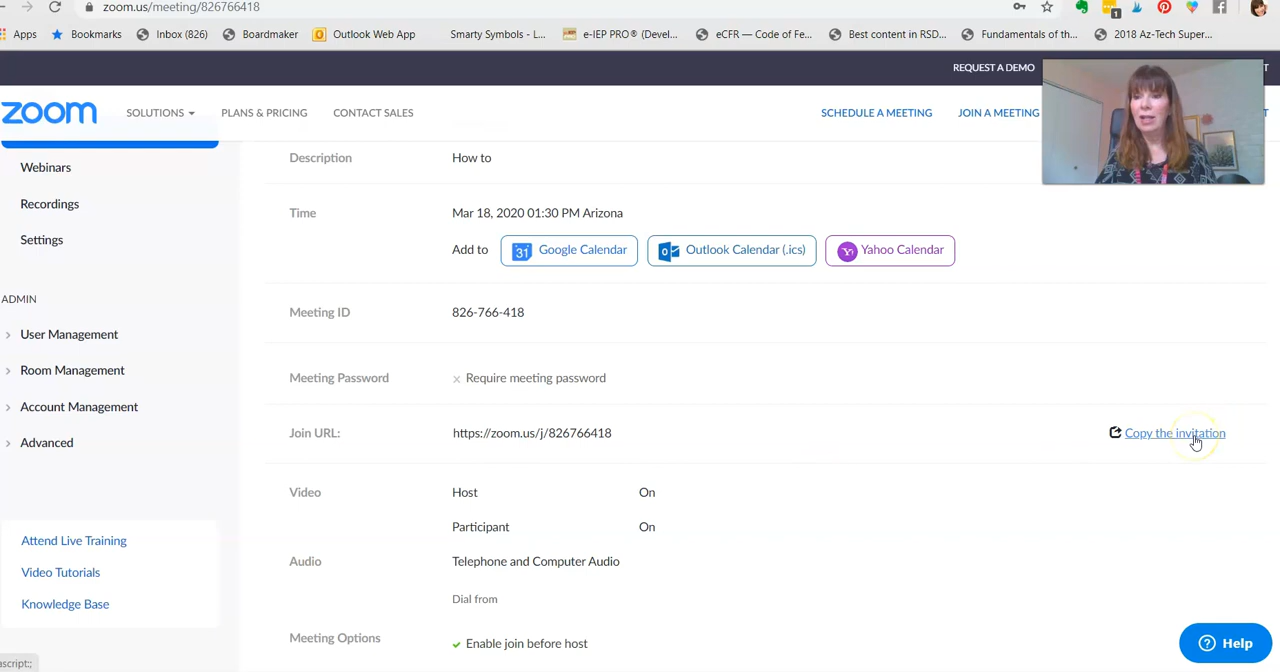 zoom.us/meeting/826766418
1
Apps Bookmarks Inbox (826) Boardmaker Outlook Web App Smarty Symbols - L... e-IEP PRO® (Devel... eCFR — Code of Fe... Best content in RSD... Fundamentals of th... 2018 Az-Tech Super...
REQUEST A DEMO
zoom SOLUTIONS PLANS & PRICING CONTACT SALES SCHEDULE A MEETING JOIN A MEETING
Webinars
Recordings
Settings
ADMIN
User Management
Room Management
Account Management
Advanced
Attend Live Training
Video Tutorials
Knowledge Base
Description How to
Time Mar 18, 2020 01:30 PM Arizona
Add to 31 Google Calendar Outlook Calendar (.ics) Yahoo Calendar
Meeting ID 826-766-418
Meeting Password Require meeting password
Join URL: https://zoom.us/j/826766418 Copy the invitation
Video Host On
Participant On
Audio Telephone and Computer Audio
Dial from
Meeting Options Enable join before host
Help
ascript:;